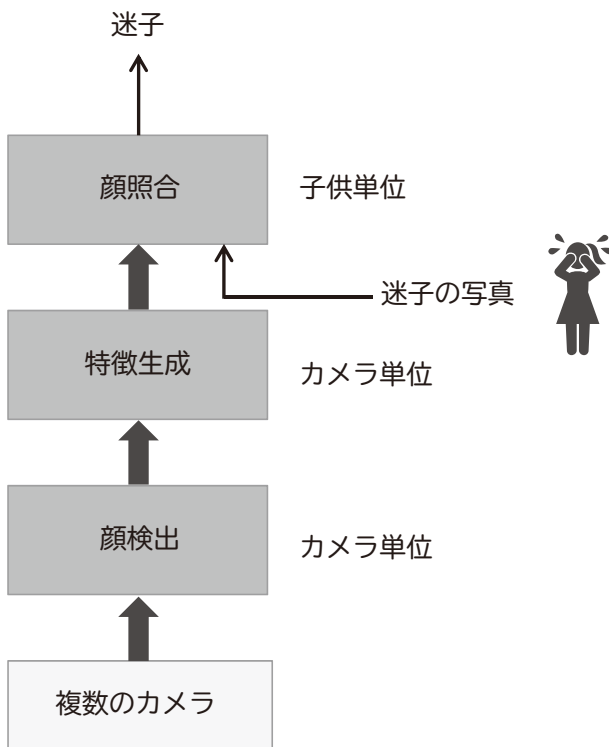 迷子
顔照合
子供単位
迷子の写真
特徴生成
カメラ単位
顔検出
カメラ単位
複数のカメラ